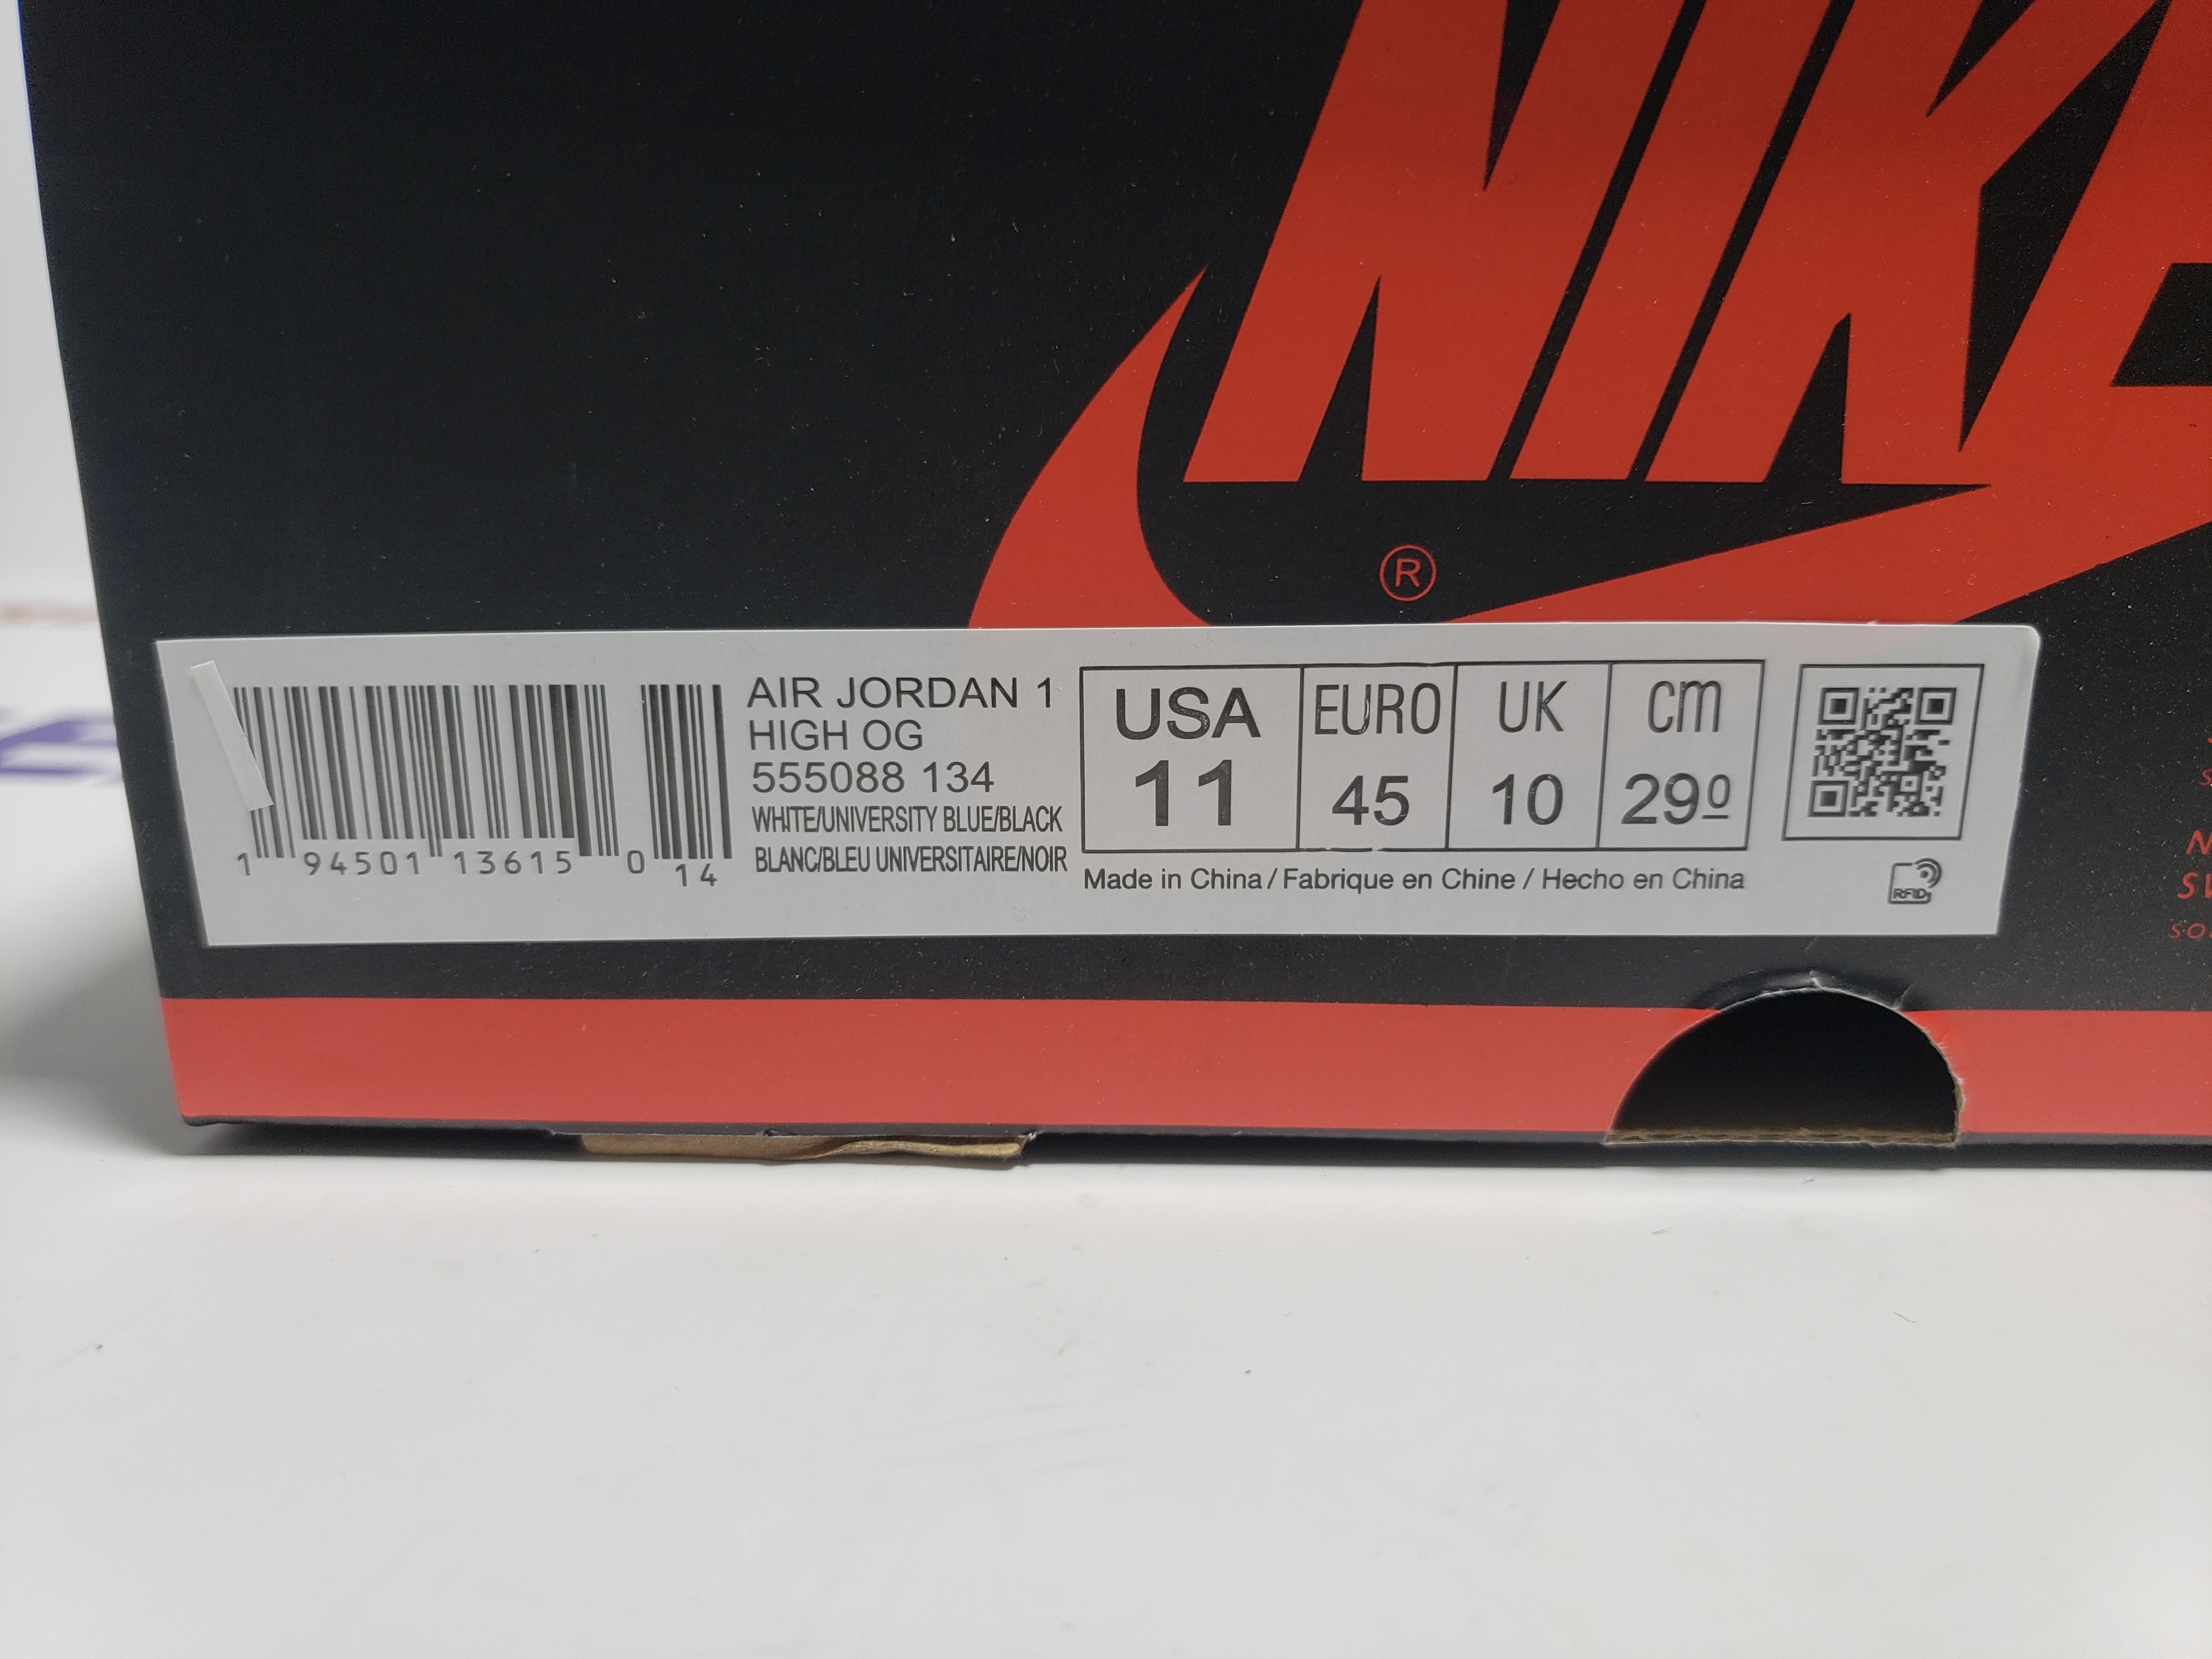 NIKE
®
AIR JORDAN 1
HIGH OG
555088 134
WHITE/UNIVERSITY BLUE/BLACK
BLANC/BLEU UNIVERSITAIRE/NOIR
1 94501 13615 0 14
USA EURO UK cm
11 45 10 290
Made in China / Fabrique en Chine / Hecho en China
RFID